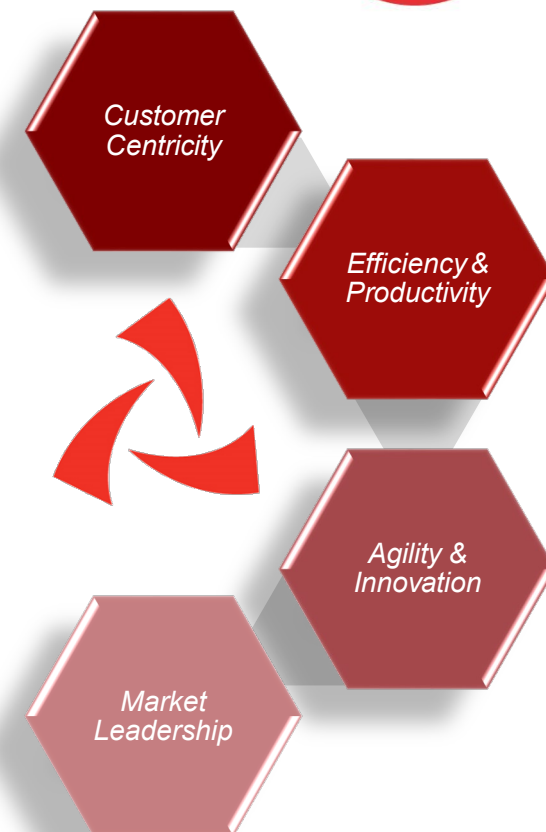 Customer
Centricity
Efficiency &
Productivity
Agility &
Innovation
Market
Leadership